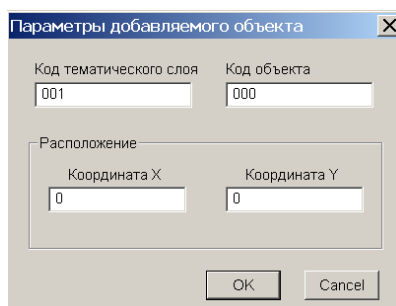 Параметры добавляемого объекта
Код тематического слоя Код объекта
001 000
Расположение
Координата X Координата Y
0 0
OK Cancel